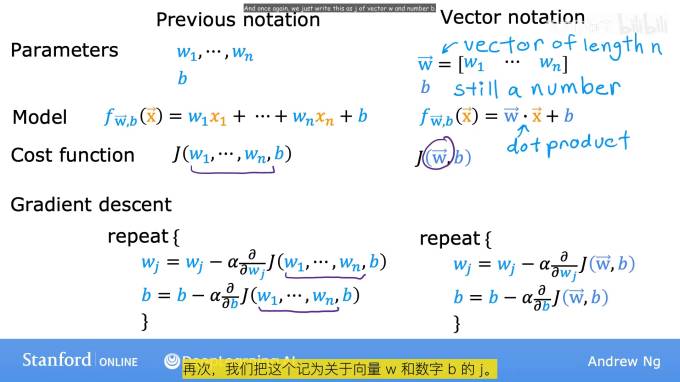 And once again, we just write this as j of vector w and number b.
Previous notation
Vector notation
bilibili
Parameters
w₁, ⋯, wₙ
b
w⃗ = [w₁ ⋯ wₙ]
vector of length n
b still a number
Model
f_w⃗,b(x⃗) = w₁x₁ + ⋯ + wₙxₙ + b
f_w⃗,b(x⃗) = w⃗ · x⃗ + b
dot product
Cost function
J(w₁, ⋯, wₙ, b)
J(w⃗, b)
Gradient descent
repeat {
wⱼ = wⱼ − α ∂/∂wⱼ J(w₁, ⋯, wₙ, b)
b = b − α ∂/∂b J(w₁, ⋯, wₙ, b)
}
repeat {
wⱼ = wⱼ − α ∂/∂wⱼ J(w⃗, b)
b = b − α ∂/∂b J(w⃗, b)
}
Stanford ONLINE
Andrew Ng
再次，我们把这个记为关于向量 w 和数字 b 的 j。